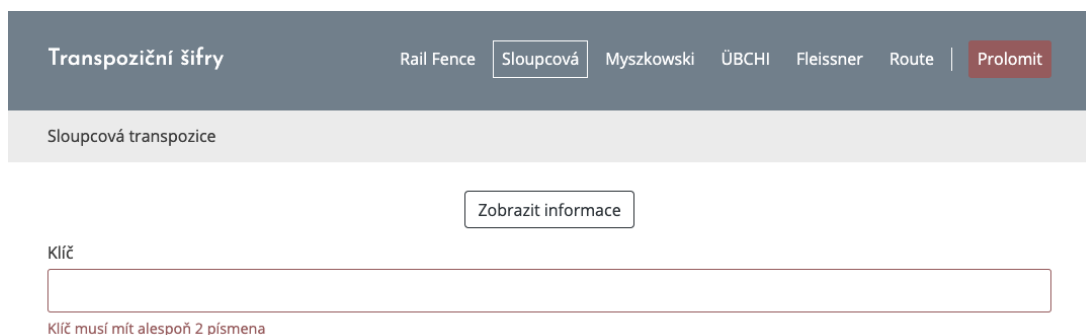 Transpoziční šifry Rail Fence Sloupcová Myszkowski ÜBCHI Fleissner Route Prolomit
Sloupcová transpozice
Zobrazit informace
Klíč
Klíč musí mít alespoň 2 písmena